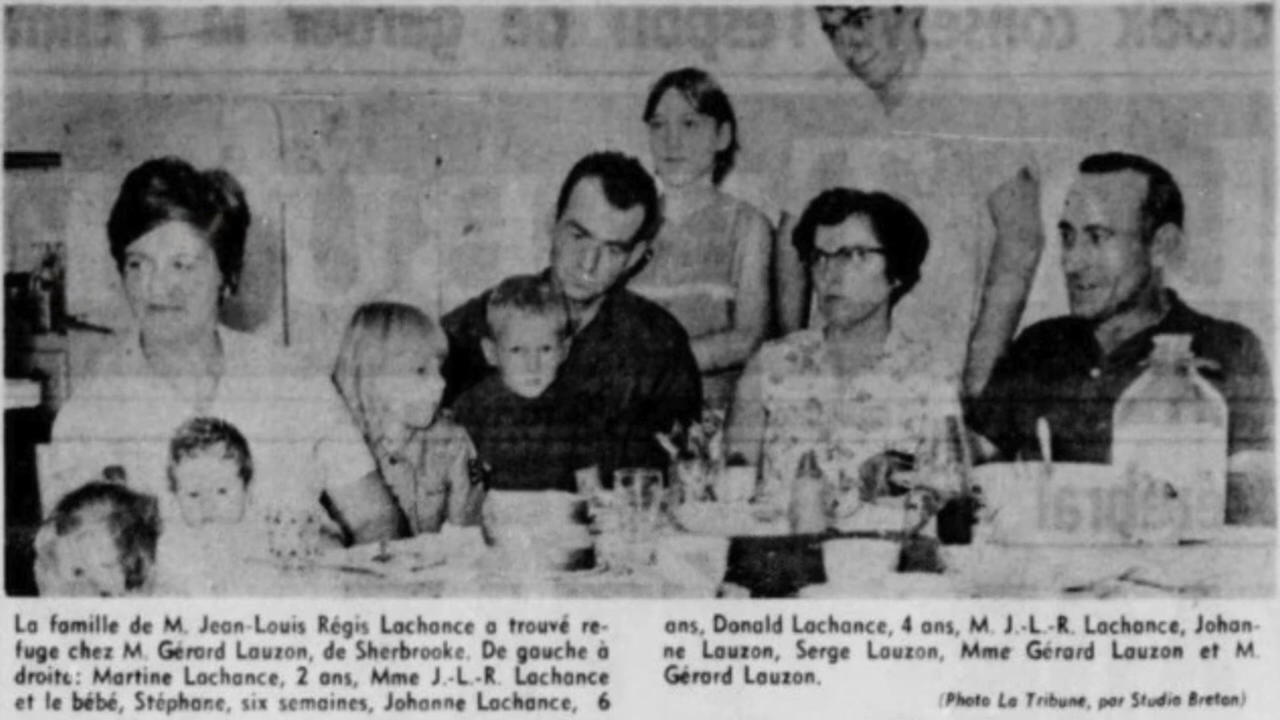 La famille de M. Jean-Louis Régis Lachance a trouvé re-
fuge chez M. Gérard Lauzon, de Sherbrooke. De gauche à
droite: Martine Lachance, 2 ans, Mme J.-L.-R. Lachance
et le bébé, Stéphane, six semaines, Johanne Lachance, 6
ans, Donald Lachance, 4 ans, M. J.-L.-R. Lachance, Johan-
ne Lauzon, Serge Lauzon, Mme Gérard Lauzon et M.
Gérard Lauzon.
(Photo La Tribune, par Studio Breton)